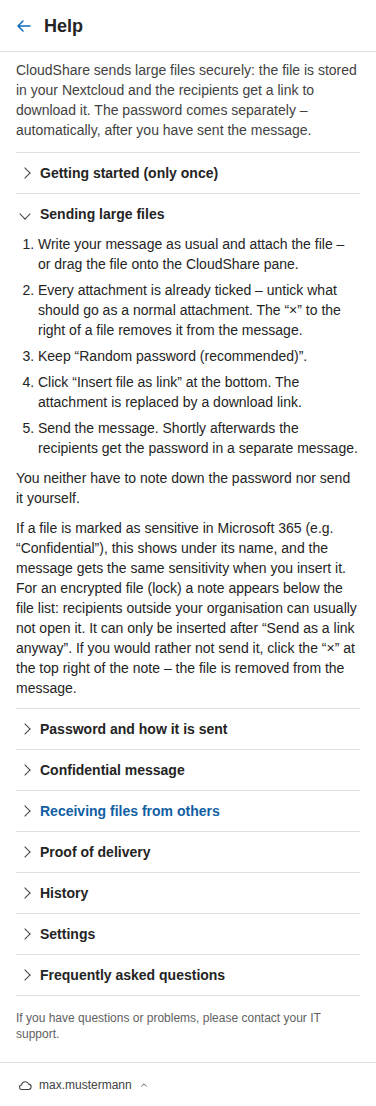 Help
CloudShare sends large files securely: the file is stored
in your Nextcloud and the recipients get a link to
download it. The password comes separately –
automatically, after you have sent the message.
Getting started (only once)
Sending large files
1. Write your message as usual and attach the file –
or drag the file onto the CloudShare pane.
2. Every attachment is already ticked – untick what
should go as a normal attachment. The “×” to the
right of a file removes it from the message.
3. Keep “Random password (recommended)”.
4. Click “Insert file as link” at the bottom. The
attachment is replaced by a download link.
5. Send the message. Shortly afterwards the
recipients get the password in a separate message.
You neither have to note down the password nor send
it yourself.
If a file is marked as sensitive in Microsoft 365 (e.g.
“Confidential”), this shows under its name, and the
message gets the same sensitivity when you insert it.
For an encrypted file (lock) a note appears below the
file list: recipients outside your organisation can usually
not open it. It can only be inserted after “Send as a link
anyway”. If you would rather not send it, click the “×” at
the top right of the note – the file is removed from the
message.
Password and how it is sent
Confidential message
Receiving files from others
Proof of delivery
History
Settings
Frequently asked questions
If you have questions or problems, please contact your IT
support.
max.mustermann